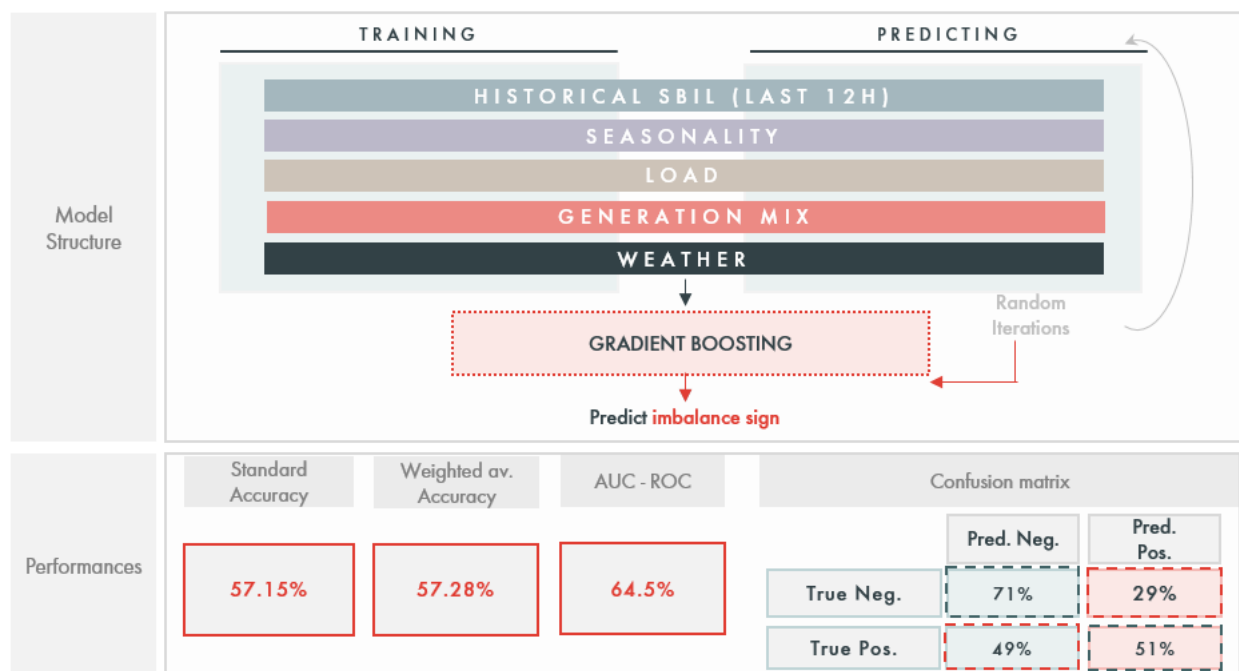 TRAINING
PREDICTING
HISTORICAL SBIL (LAST 12H)
SEASONALITY
LOAD
GENERATION MIX
WEATHER
Model
Structure
Random
Iterations
GRADIENT BOOSTING
Predict imbalance sign
Standard
Accuracy
Weighted av.
Accuracy
AUC - ROC
Confusion matrix
Performances
57.15%
57.28%
64.5%
Pred. Neg.
Pred.
Pos.
True Neg.
71%
29%
True Pos.
49%
51%